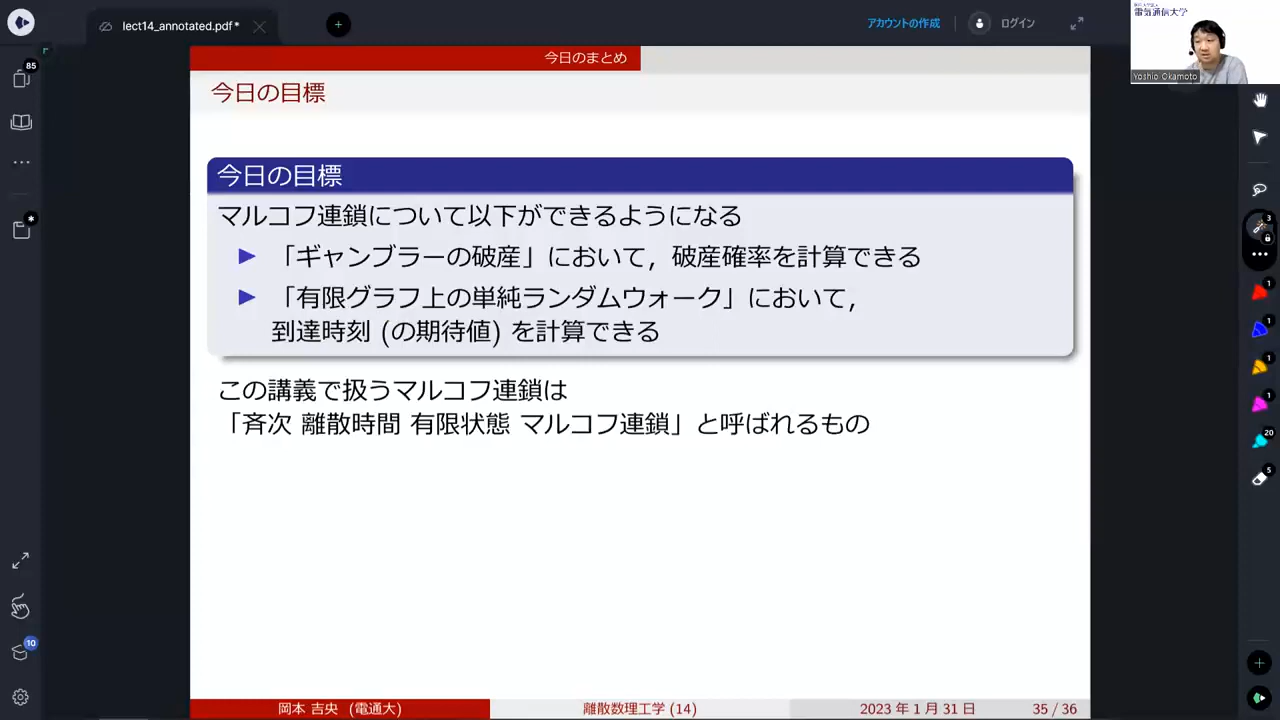 lect14_annotated.pdf*
アカウントの作成
ログイン
電気通信大学
Yoshio Okamoto
85
今日のまとめ
今日の目標
今日の目標
マルコフ連鎖について以下ができるようになる
▶ 「ギャンブラーの破産」において，破産確率を計算できる
▶ 「有限グラフ上の単純ランダムウォーク」において，
到達時刻 (の期待値) を計算できる
この講義で扱うマルコフ連鎖は
「斉次 離散時間 有限状態 マルコフ連鎖」と呼ばれるもの
3
1
1
1
1
20
5
10
岡本 吉央 (電通大)
離散数理工学 (14)
2023 年 1 月 31 日
35 / 36